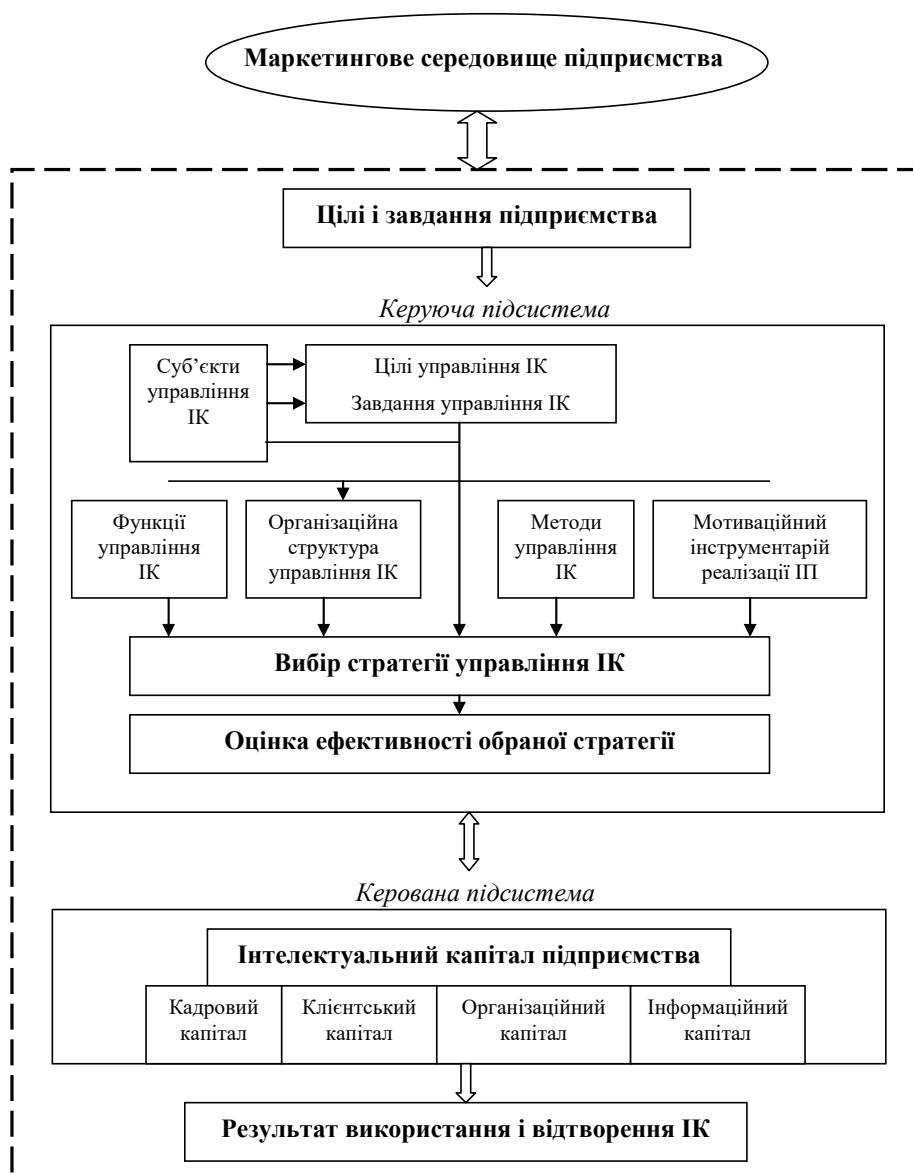 Маркетингове середовище підприємства
Цілі і завдання підприємства
Керуюча підсистема
Суб’єкти
управління
ІК
Цілі управління ІК
Завдання управління ІК
Функції
управління
ІК
Організаційна
структура
управління ІК
Методи
управління
ІК
Мотиваційний
інструментарій
реалізації ІП
Вибір стратегії управління ІК
Оцінка ефективності обраної стратегії
Керована підсистема
Інтелектуальний капітал підприємства
Кадровий
капітал
Клієнтський
капітал
Організаційний
капітал
Інформаційний
капітал
Результат використання і відтворення ІК